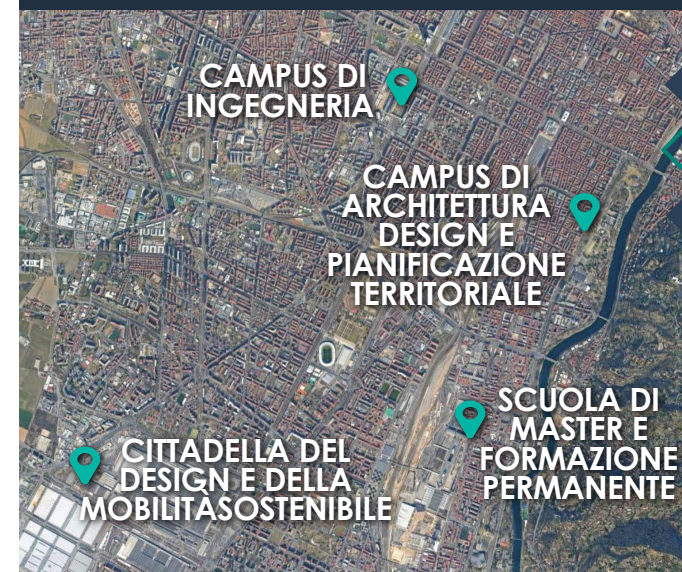 CAMPUS DI
INGEGNERIA
CAMPUS DI
ARCHITETTURA
DESIGN E
PIANIFICAZIONE
TERRITORIALE
SCUOLA DI
MASTER E
FORMAZIONE
PERMANENTE
CITTADELLA DEL
DESIGN E DELLA
MOBILITÀSOSTENIBILE